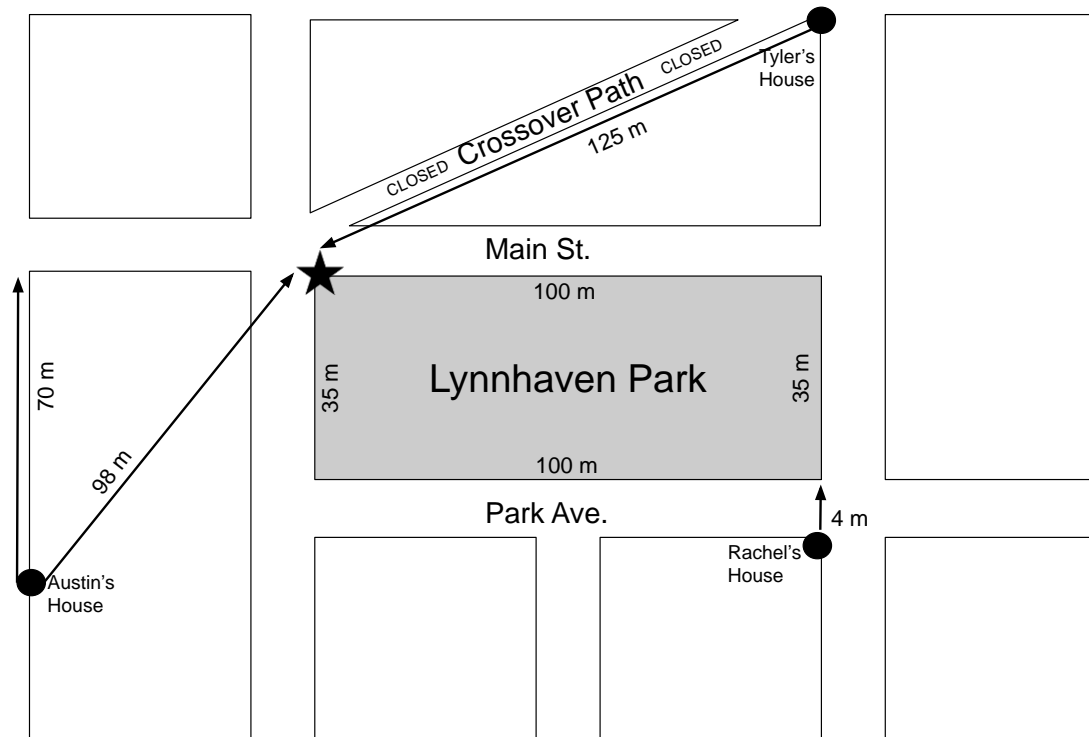 Tyler's
House
CLOSED
Crossover Path
CLOSED
125 m
Main St.
100 m
70 m
98 m
35 m
Lynnhaven Park
35 m
100 m
Park Ave.
4 m
Rachel's
House
Austin's
House